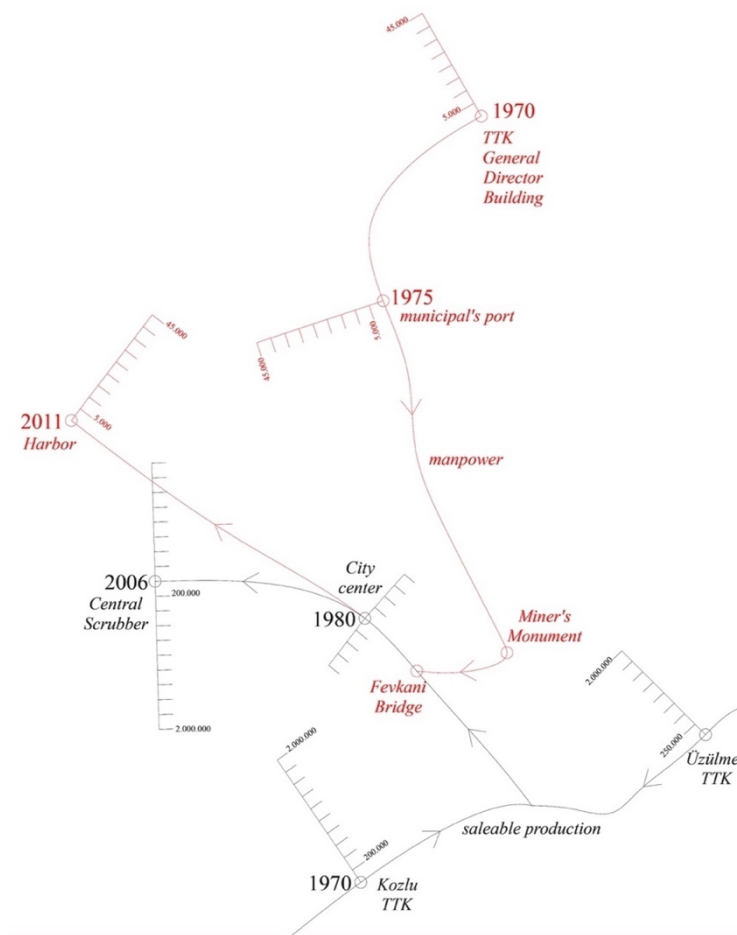 45.000
5.000
1970
TTK
General
Director
Building
1975
municipal's port
5.000
45.000
45.000
5.000
2011
Harbor
manpower
2006
200.000
Central
Scrubber
2.000.000
City
center
1980
Miner's
Monument
Fevkani
Bridge
2.000.000
250.000
Üzülme
TTK
2.000.000
200.000
saleable production
1970
Kozlu
TTK